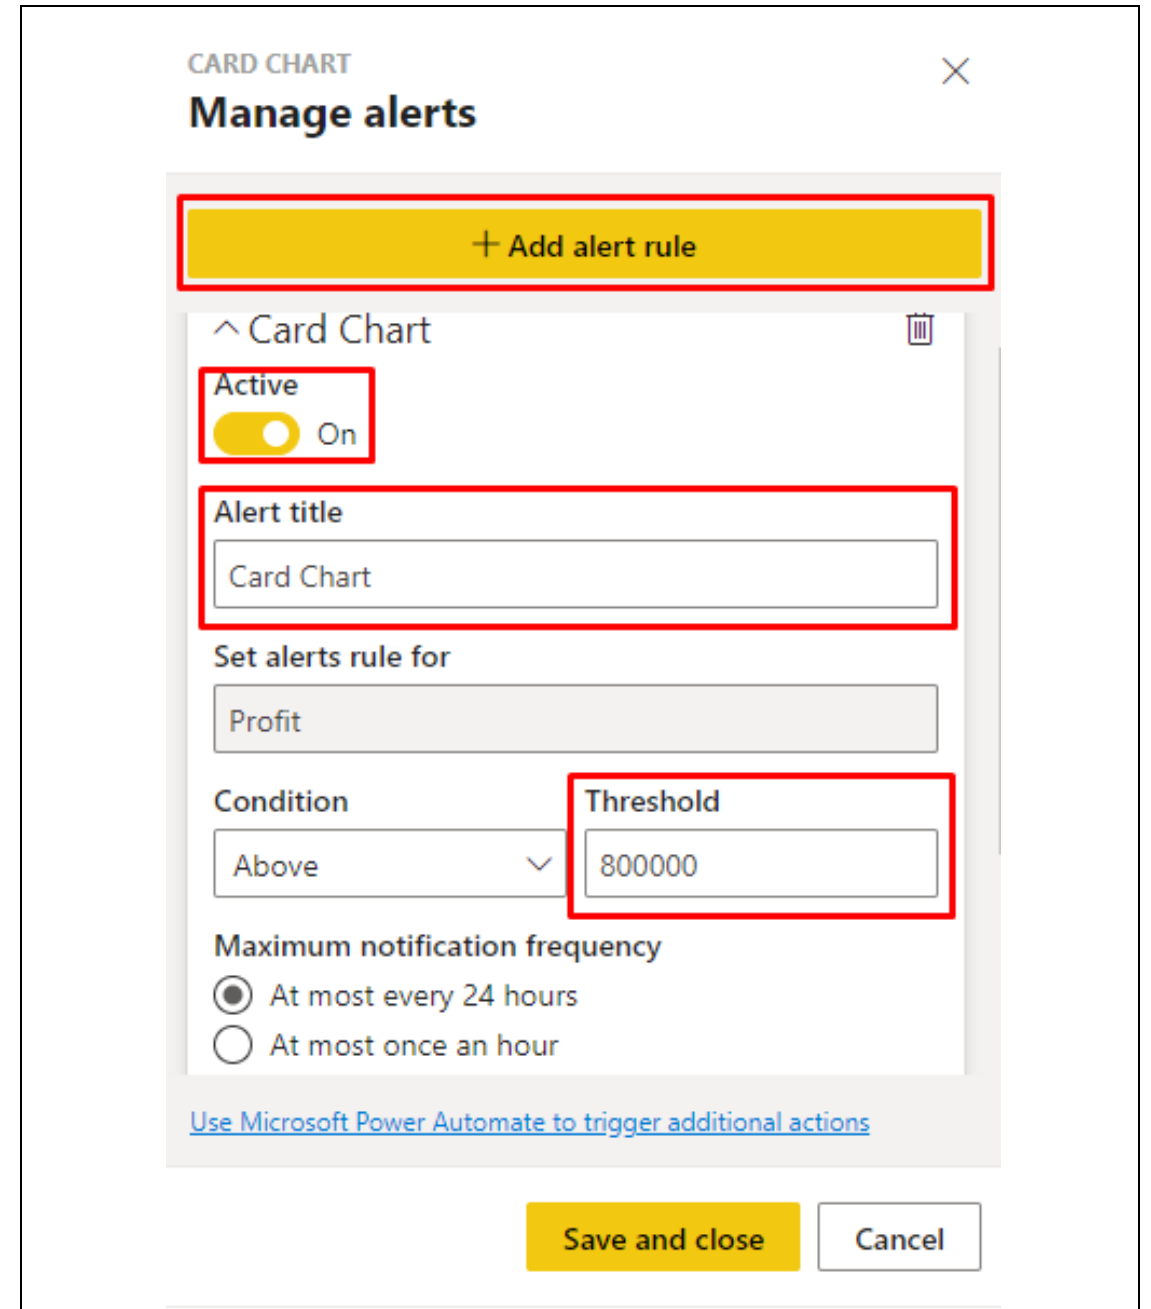 CARD CHART
Manage alerts
+ Add alert rule
Card Chart
Active
On
Alert title
Card Chart
Set alerts rule for
Profit
Condition
Threshold
Above
800000
Maximum notification frequency
At most every 24 hours
At most once an hour
Use Microsoft Power Automate to trigger additional actions
Save and close
Cancel